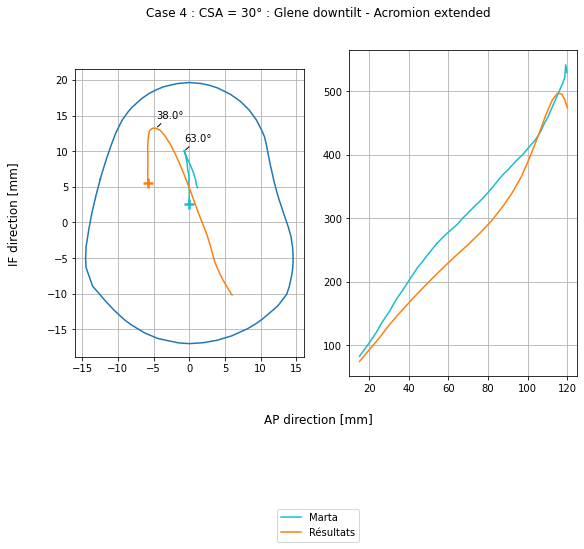 Case 4 : CSA = 30° : Glene downtilt - Acromion extended
20
15
10
5
0
−5
−10
−15
−15 −10 −5 0 5 10 15
38.0°
63.0°
IF direction [mm]
500
400
300
200
100
20 40 60 80 100 120
AP direction [mm]
Marta
Résultats